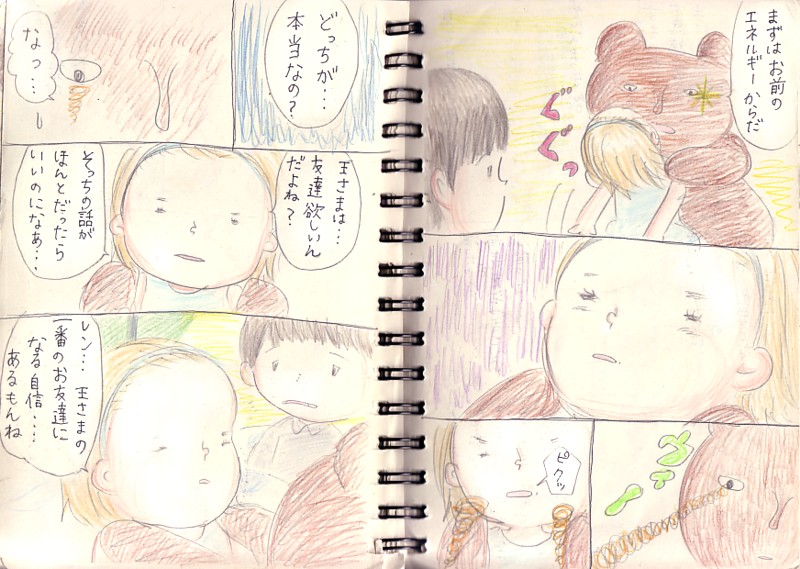 まずはお前の
エネルギーからだ
ぐぐっ
ピクッ
どっちが…
本当なの?
なっ…
王さまは…
友達欲しいん
だよね?
そっちの話が
ほんとだったら
いいのになあ…
レン… 王さまの
一番のお友達に
なる自信….
あるもんね